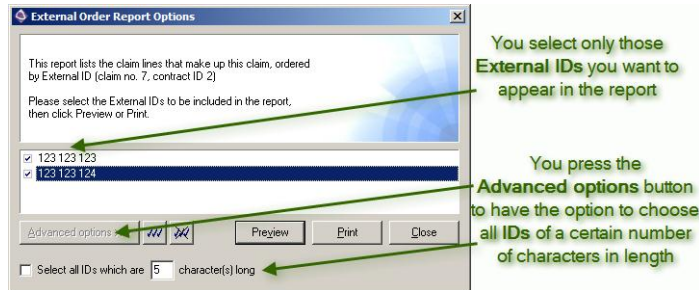 External Order Report Options
This report lists the claim lines that make up this claim, ordered
by External ID (claim no. 7, contract ID 2)
Please select the External IDs to be included in the report,
then click Preview or Print.
123 123 123
123 123 124
Advanced options
Preview
Print
Close
Select all IDs which are 5 character(s) long
You select only those
External IDs you want to
appear in the report
You press the
Advanced options button
to have the option to choose
all IDs of a certain number
of characters in length